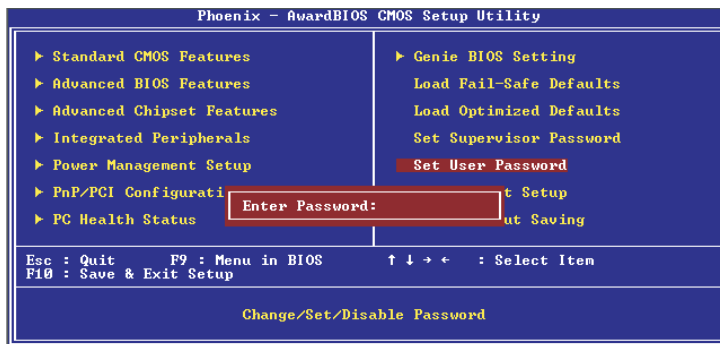 Phoenix - AwardBIOS CMOS Setup Utility
Standard CMOS Features
Advanced BIOS Features
Advanced Chipset Features
Integrated Peripherals
Power Management Setup
PnP/PCI Configurati
PC Health Status
Genie BIOS Setting
Load Fail-Safe Defaults
Load Optimized Defaults
Set Supervisor Password
Set User Password
t Setup
ut Saving
Enter Password:
Esc : Quit F9 : Menu in BIOS ↑ ↓ → ← : Select Item
F10 : Save & Exit Setup
Change/Set/Disable Password